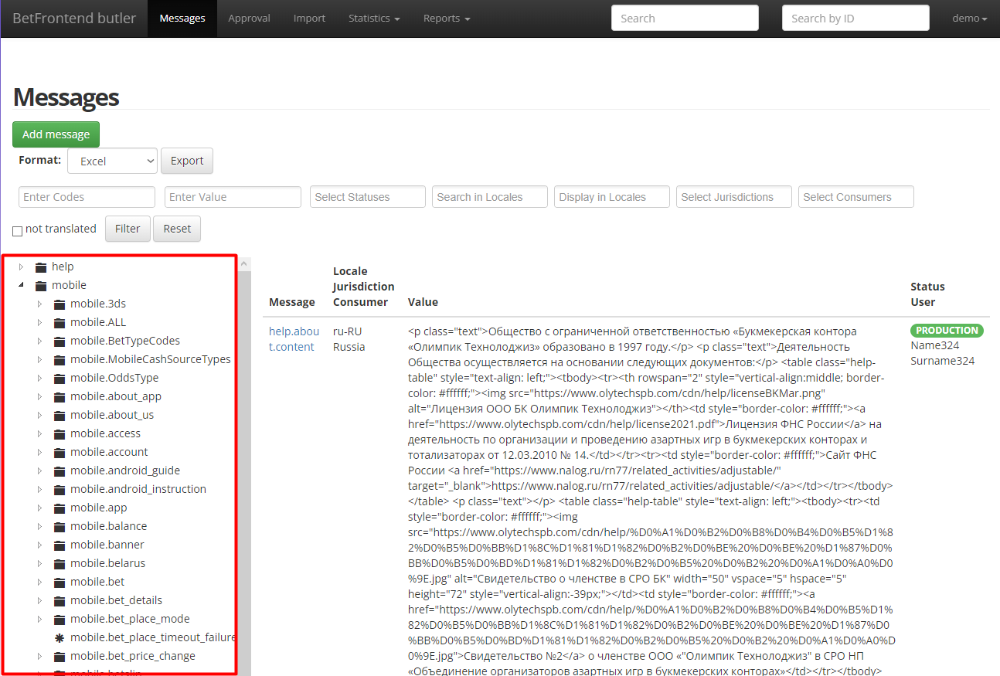 BetFrontend butler Messages Approval Import Statistics Reports Search Search by ID demo
Messages
Add message
Format: Excel Export
Enter Codes Enter Value Select Statuses Search in Locales Display in Locales Select Jurisdictions Select Consumers
not translated Filter Reset
help
mobile
mobile.3ds
mobile.ALL
mobile.BetTypeCodes
mobile.MobileCashSourceTypes
mobile.OddsType
mobile.about_app
mobile.about_us
mobile.access
mobile.account
mobile.android_guide
mobile.android_instruction
mobile.app
mobile.balance
mobile.banner
mobile.belarus
mobile.bet
mobile.bet_details
mobile.bet_place_mode
mobile.bet_place_timeout_failure
mobile.bet_price_change
mobile.betslip
Message
Locale
Jurisdiction
Consumer
Value
Status
User
help.abou
t.content
ru-RU
Russia
<p class="text">Общество с ограниченной ответственностью «Букмекерская контора
«Олимпик Технолоджиз» образовано в 1997 году.</p> <p class="text">Деятельность
Общества осуществляется на основании следующих документов:</p> <table class="help-
table" style="text-align: left;"><tbody><tr><th rowspan="2" style="vertical-align:middle; border-
color: #ffffff;"><img src="https://www.olytechspb.com/cdn/help/licenseBKMar.png"
alt="Лицензия ООО БК Олимпик Технолоджиз"></th><td style="border-color: #ffffff;"><a
href="https://www.olytechspb.com/cdn/help/license2021.pdf">Лицензия ФНС России</a> на
деятельность по организации и проведению азартных игр в букмекерских конторах и
тотализаторах от 12.03.2010 № 14.</td></tr><tr><td style="border-color: #ffffff;">Сайт ФНС
России <a href="https://www.nalog.ru/rn77/related_activities/adjustable/"
target="_blank">https://www.nalog.ru/rn77/related_activities/adjustable/</a></td></tr></tbody>
</table> <p class="text"></p> <table class="help-table" style="text-align: left;"><tbody><tr><td
style="border-color: #ffffff;"><img
src="https://www.olytechspb.com/cdn/help/%D0%A1%D0%B2%D0%B8%D0%B4%D0%B5%D1%8
2%D0%B5%D0%BB%D1%8C%D1%81%D1%82%D0%B2%D0%BE%20%D0%BE%20%D1%87%D0%
BB%D0%B5%D0%BD%D1%81%D1%82%D0%B2%D0%B5%20%D0%B2%20%D0%A1%D0%A0%D0
%9E.jpg" alt="Свидетельство о членстве в СРО БК" width="50" vspace="5" hspace="5"
height="72" style="vertical-align:-39px;"></td><td style="border-color: #ffffff;"><a
href="https://www.olytechspb.com/cdn/help/%D0%A1%D0%B2%D0%B8%D0%B4%D0%B5%D1%
82%D0%B5%D0%BB%D1%8C%D1%81%D1%82%D0%B2%D0%BE%20%D0%BE%20%D1%87%D0
%BB%D0%B5%D0%BD%D1%81%D1%82%D0%B2%D0%B5%20%D0%B2%20%D0%A1%D0%A0%D
0%9E.jpg">Свидетельство №2</a> о членстве ООО «"Олимпик Технолоджиз" в СРО НП
«Объединение организаторов азартных игр в букмекерских конторах»</td></tr></tbody>
PRODUCTION
Name324
Surname324